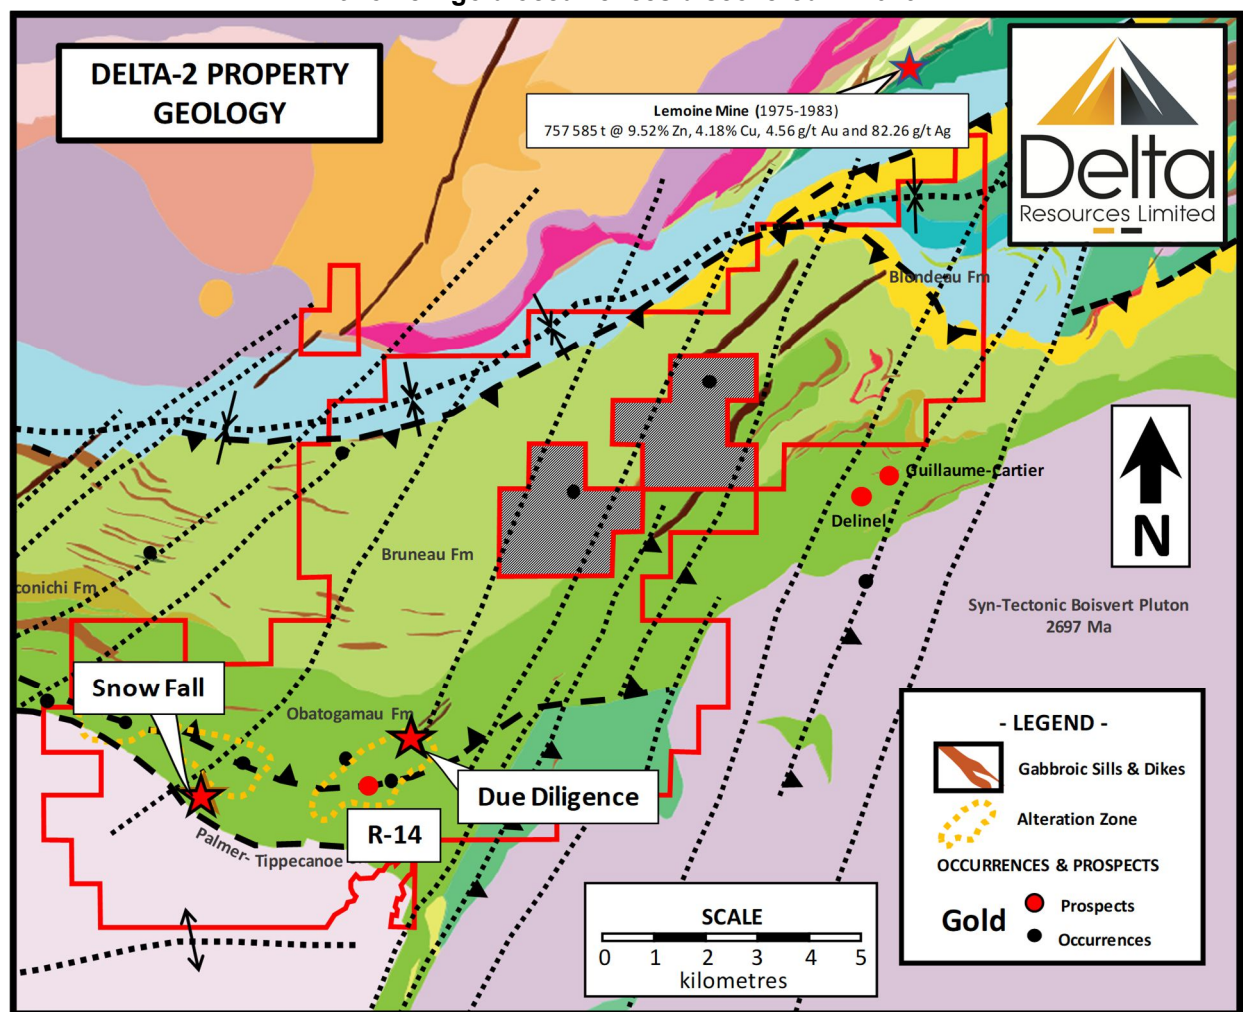 DELTA-2 PROPERTY
GEOLOGY
Lemoine Mine (1975-1983)
757 585 t @ 9.52% Zn, 4.18% Cu, 4.56 g/t Au and 82.26 g/t Ag
Delta
Resources Limited
Blondeau Fm
Guillaume-Cartier
Delinel
N
Bruneau Fm
conichi Fm
Syn-Tectonic Boisvert Pluton
2697 Ma
Snow Fall
Obatogamau Fm
Due Diligence
R-14
Palmer- Tippecanoe
- LEGEND -
Gabbroic Sills & Dikes
Alteration Zone
OCCURRENCES & PROSPECTS
Gold
Prospects
Occurrences
SCALE
0 1 2 3 4 5
kilometres